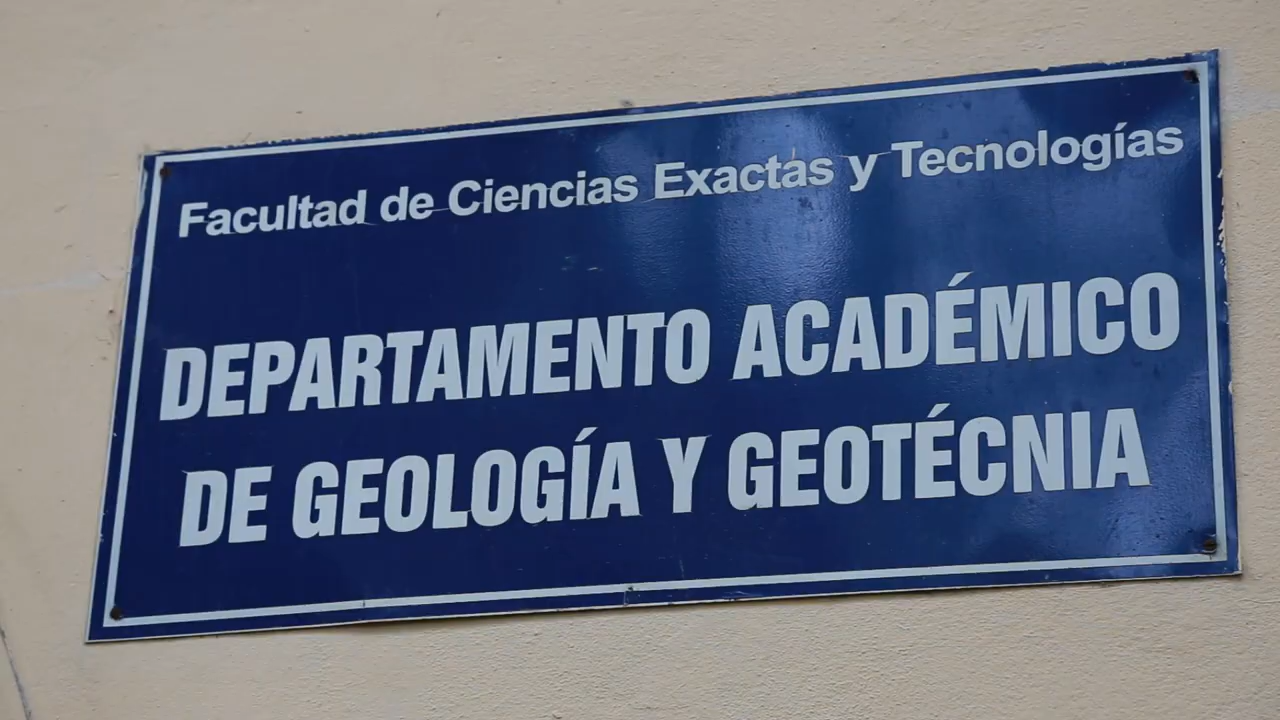 Facultad de Ciencias Exactas y Tecnologías
DEPARTAMENTO ACADÉMICO
DE GEOLOGÍA Y GEOTÉCNIA